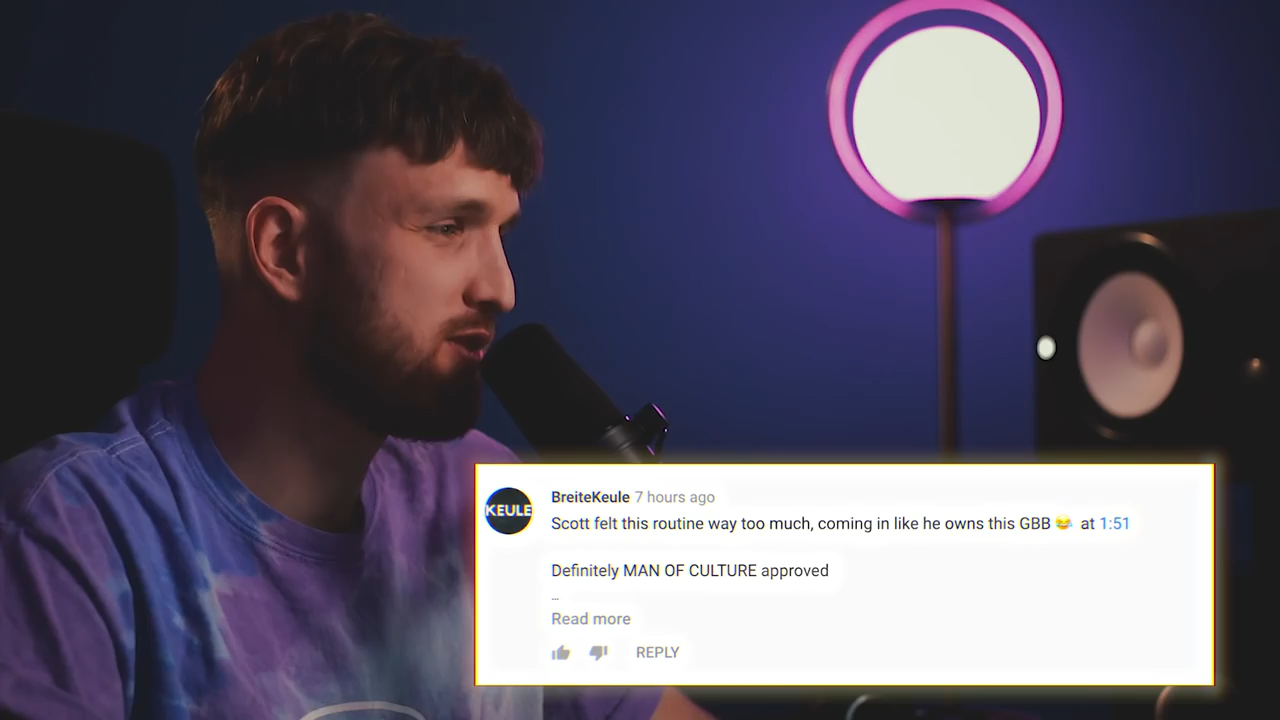 KEULE
BreiteKeule 7 hours ago
Scott felt this routine way too much, coming in like he owns this GBB 😂 at 1:51
Definitely MAN OF CULTURE approved
...
Read more
REPLY